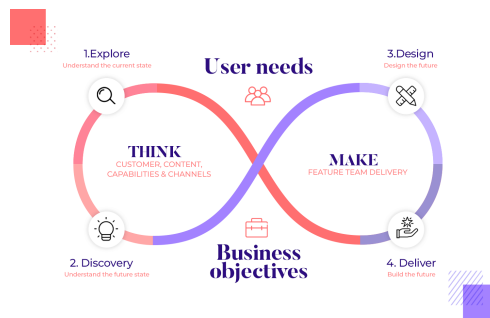 1.Explore
Understand the current state
User needs
3.Design
Design the future
THINK
CUSTOMER, CONTENT,
CAPABILITIES & CHANNELS
MAKE
FEATURE TEAM DELIVERY
2. Discovery
Understand the future state
Business
objectives
4. Deliver
Build the future